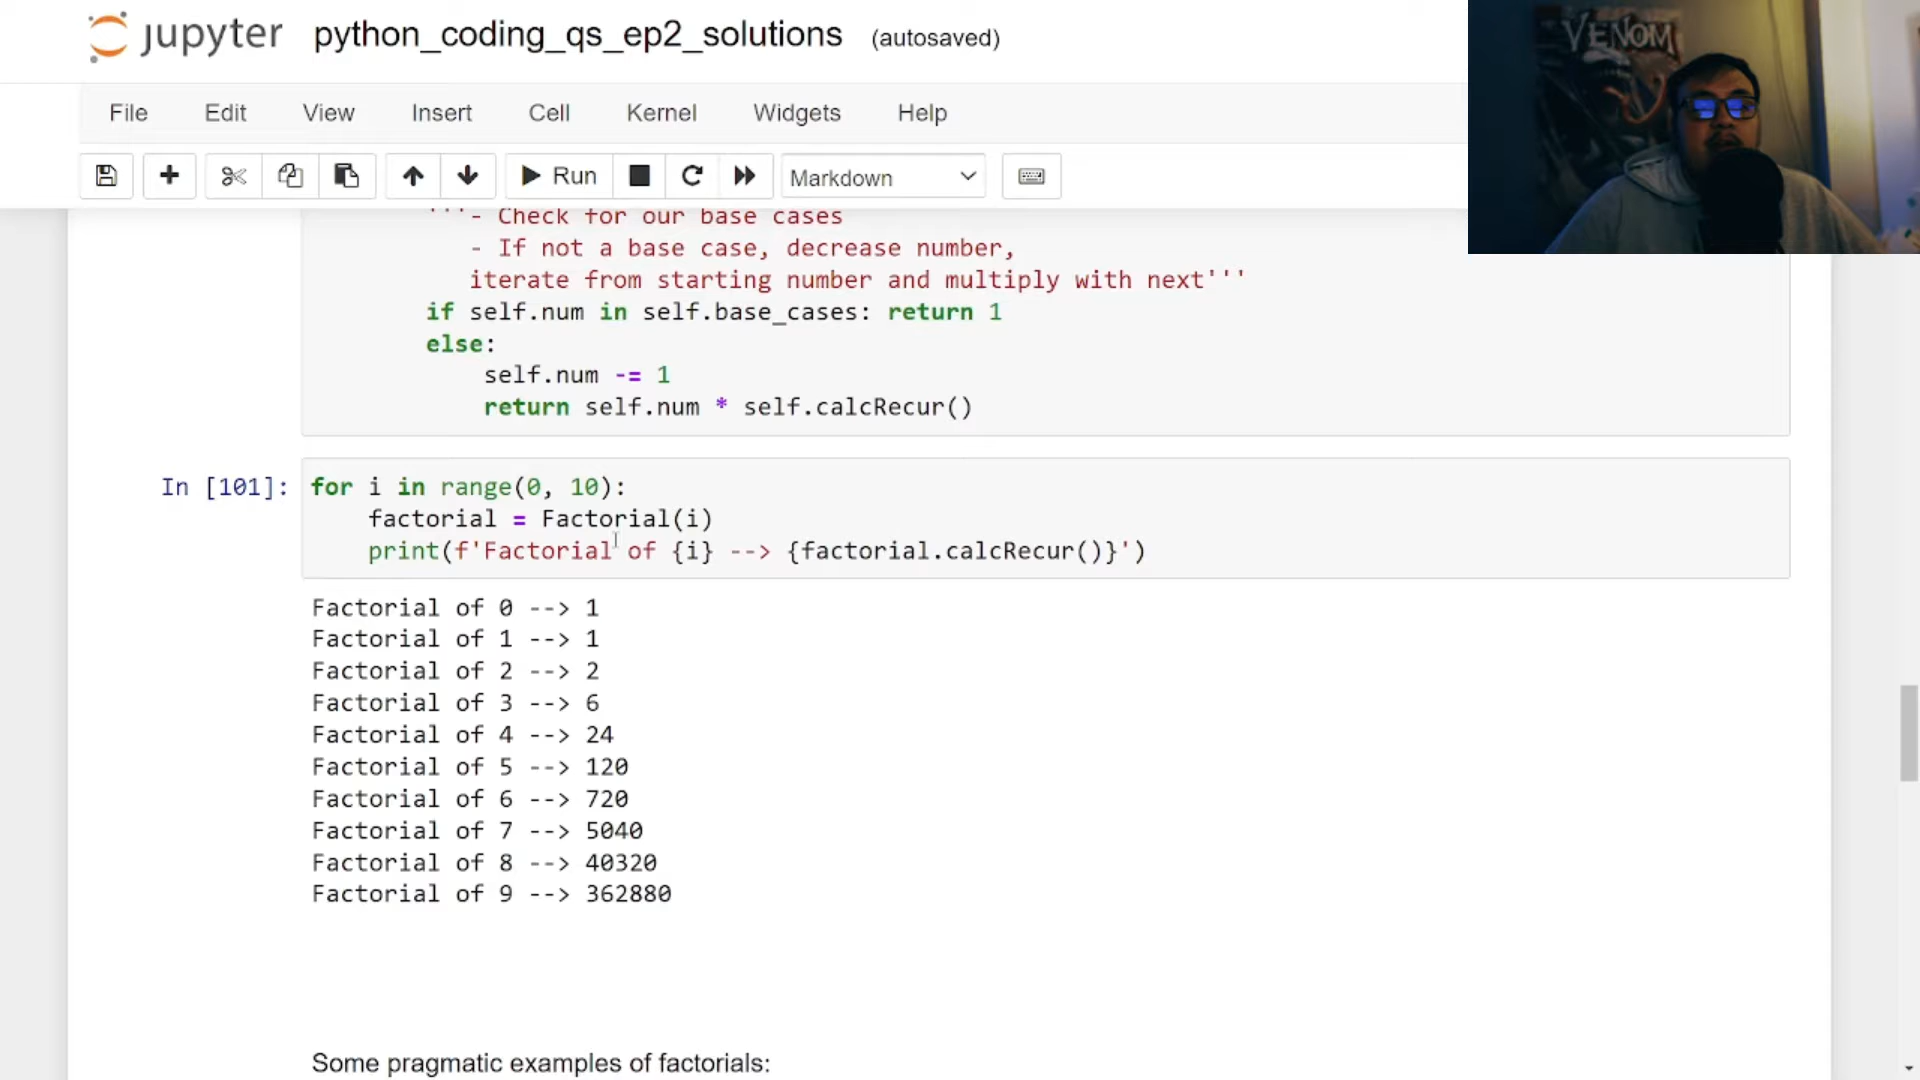 jupyter python_coding_qs_ep2_solutions (autosaved)
VENOM
File Edit View Insert Cell Kernel Widgets Help
Run Markdown
'''- Check for our base cases
- If not a base case, decrease number,
iterate from starting number and multiply with next'''
if self.num in self.base_cases: return 1
else:
self.num -= 1
return self.num * self.calcRecur()
In [101]: for i in range(0, 10):
factorial = Factorial(i)
print(f'Factorial of {i} --> {factorial.calcRecur()}')
Factorial of 0 --> 1
Factorial of 1 --> 1
Factorial of 2 --> 2
Factorial of 3 --> 6
Factorial of 4 --> 24
Factorial of 5 --> 120
Factorial of 6 --> 720
Factorial of 7 --> 5040
Factorial of 8 --> 40320
Factorial of 9 --> 362880
Some pragmatic examples of factorials: